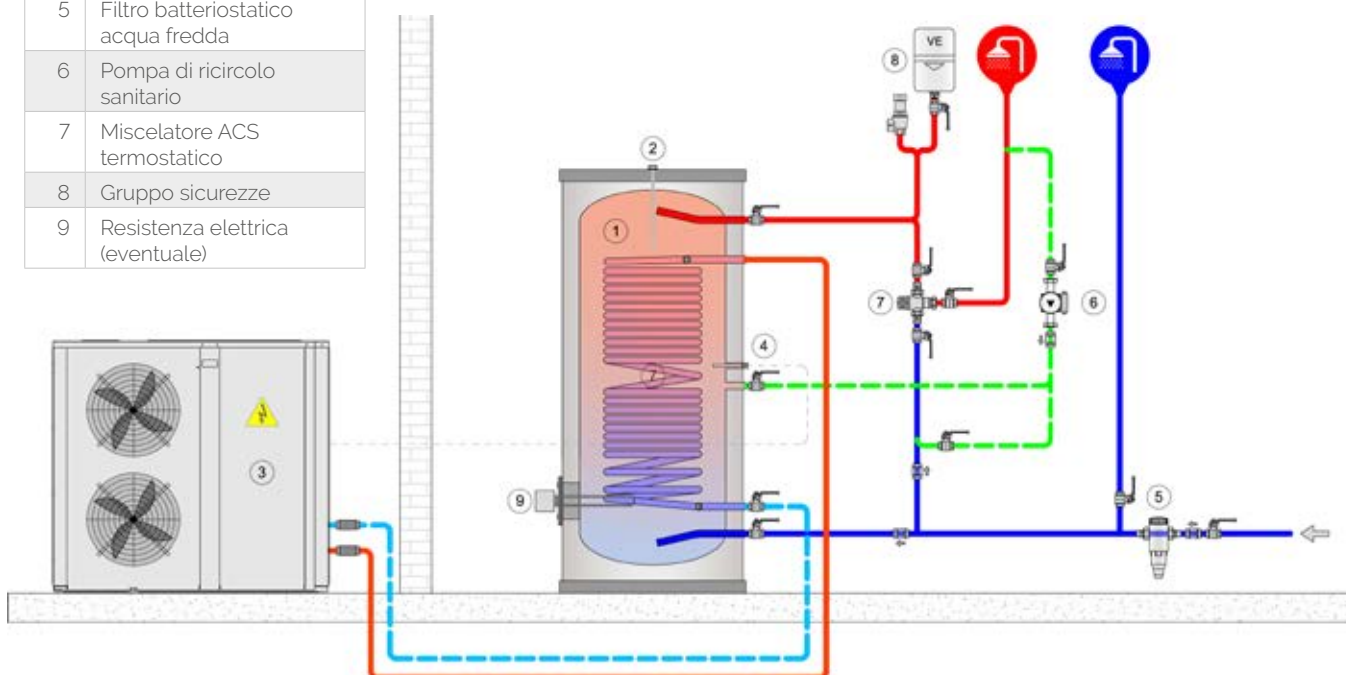 5 Filtro batteriostatico
acqua fredda
6 Pompa di ricircolo
sanitario
7 Miscelatore ACS
termostatico
8 Gruppo sicurezze
9 Resistenza elettrica
(eventuale)
VE
8
2
1
7
6
4
7
3
9
5